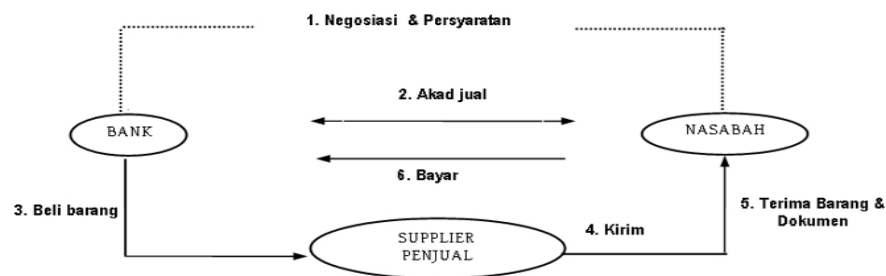 1. Negosiasi & Persyaratan
2. Akad jual
BANK
NASABAH
6. Bayar
3. Beli barang
5. Terima Barang &
Dokumen
4. Kirim
SUPPLIER
PENJUAL